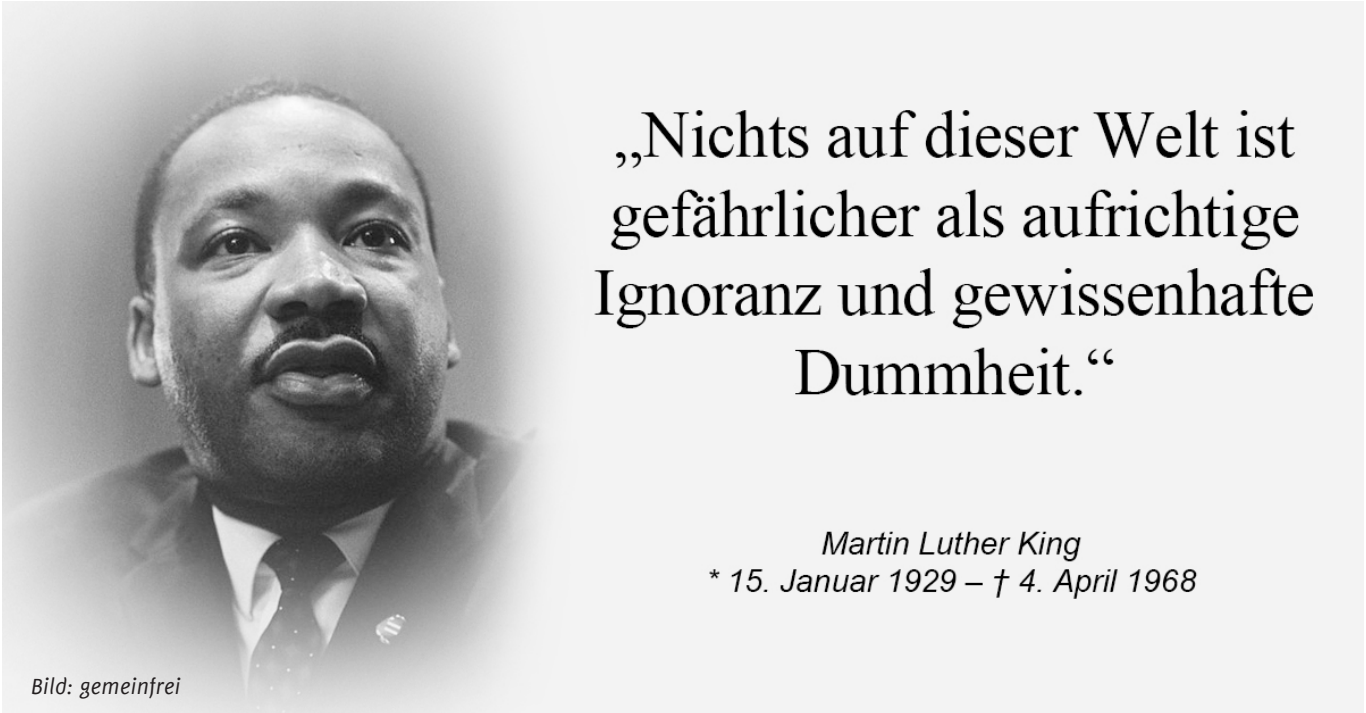 „Nichts auf dieser Welt ist
gefährlicher als aufrichtige
Ignoranz und gewissenhafte
Dummheit.“
Martin Luther King
* 15. Januar 1929 – † 4. April 1968
Bild: gemeinfrei